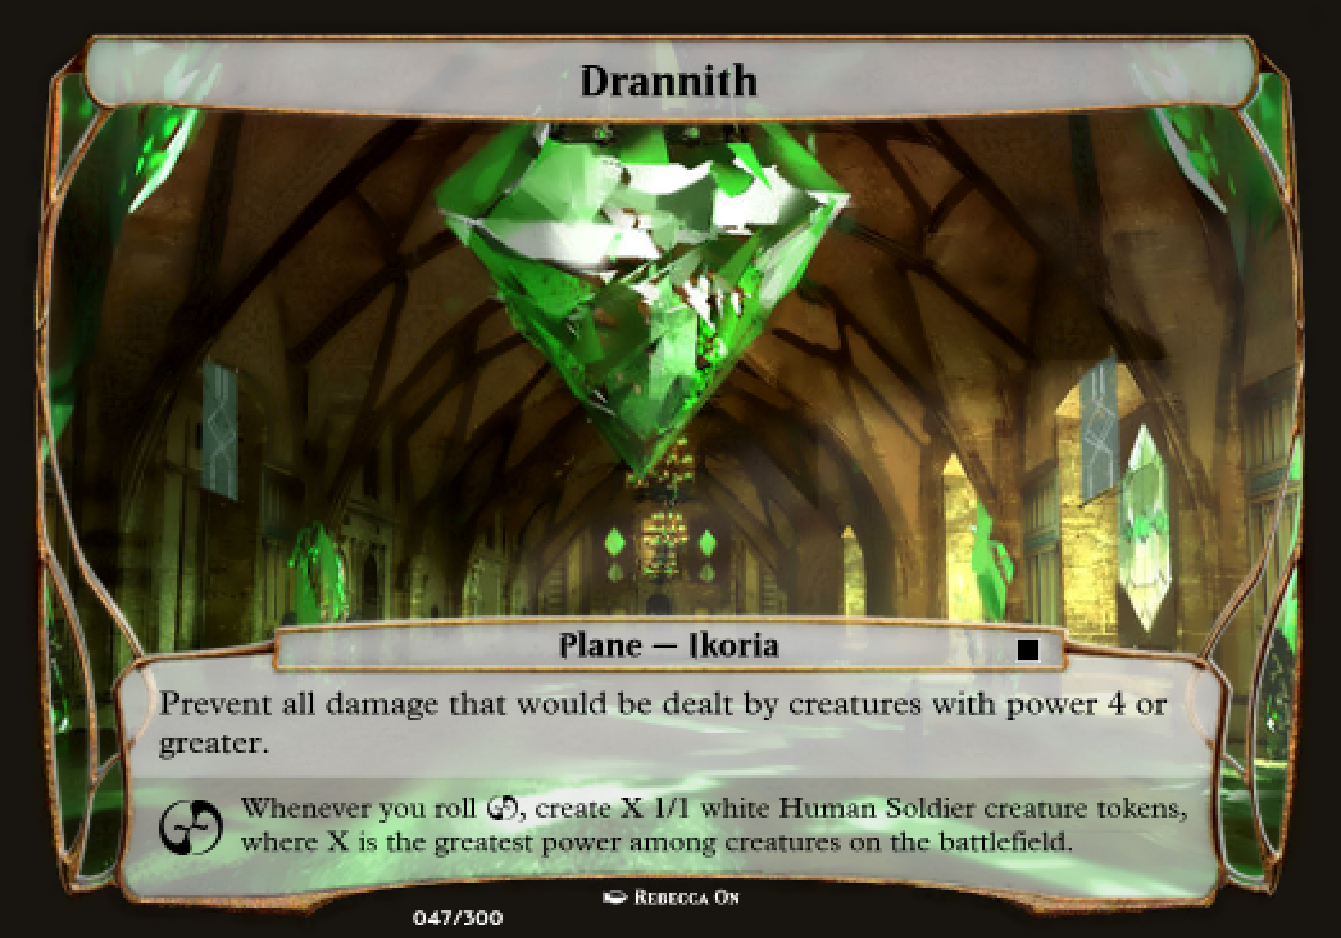 Drannith
Plane — Ikoria
Prevent all damage that would be dealt by creatures with power 4 or
greater.
Whenever you roll , create X 1/1 white Human Soldier creature tokens,
where X is the greatest power among creatures on the battlefield.
Rebecca On
047/300